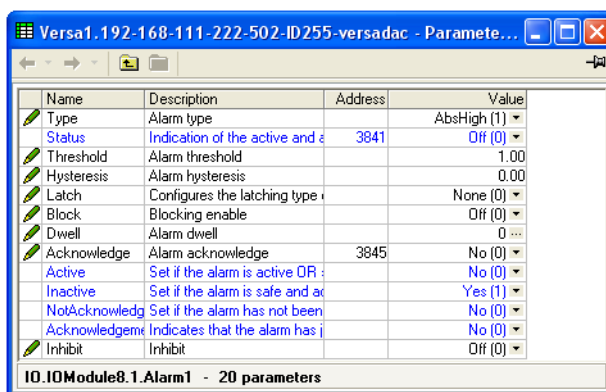 Versa1.192-168-111-222-502-ID255-versadac - Paramete...
Name Description Address Value
Type Alarm type AbsHigh (1)
Status Indication of the active and a 3841 Off (0)
Threshold Alarm threshold 1.00
Hysteresis Alarm hysteresis 0.00
Latch Configures the latching type None (0)
Block Blocking enable Off (0)
Dwell Alarm dwell 0 ...
Acknowledge Alarm acknowledge 3845 No (0)
Active Set if the alarm is active OR No (0)
Inactive Set if the alarm is safe and ac Yes (1)
NotAcknowledg Set if the alarm has not been No (0)
Acknowledgeme Indicates that the alarm has j No (0)
Inhibit Inhibit Off (0)
IO.IOModule8.1.Alarm1 - 20 parameters